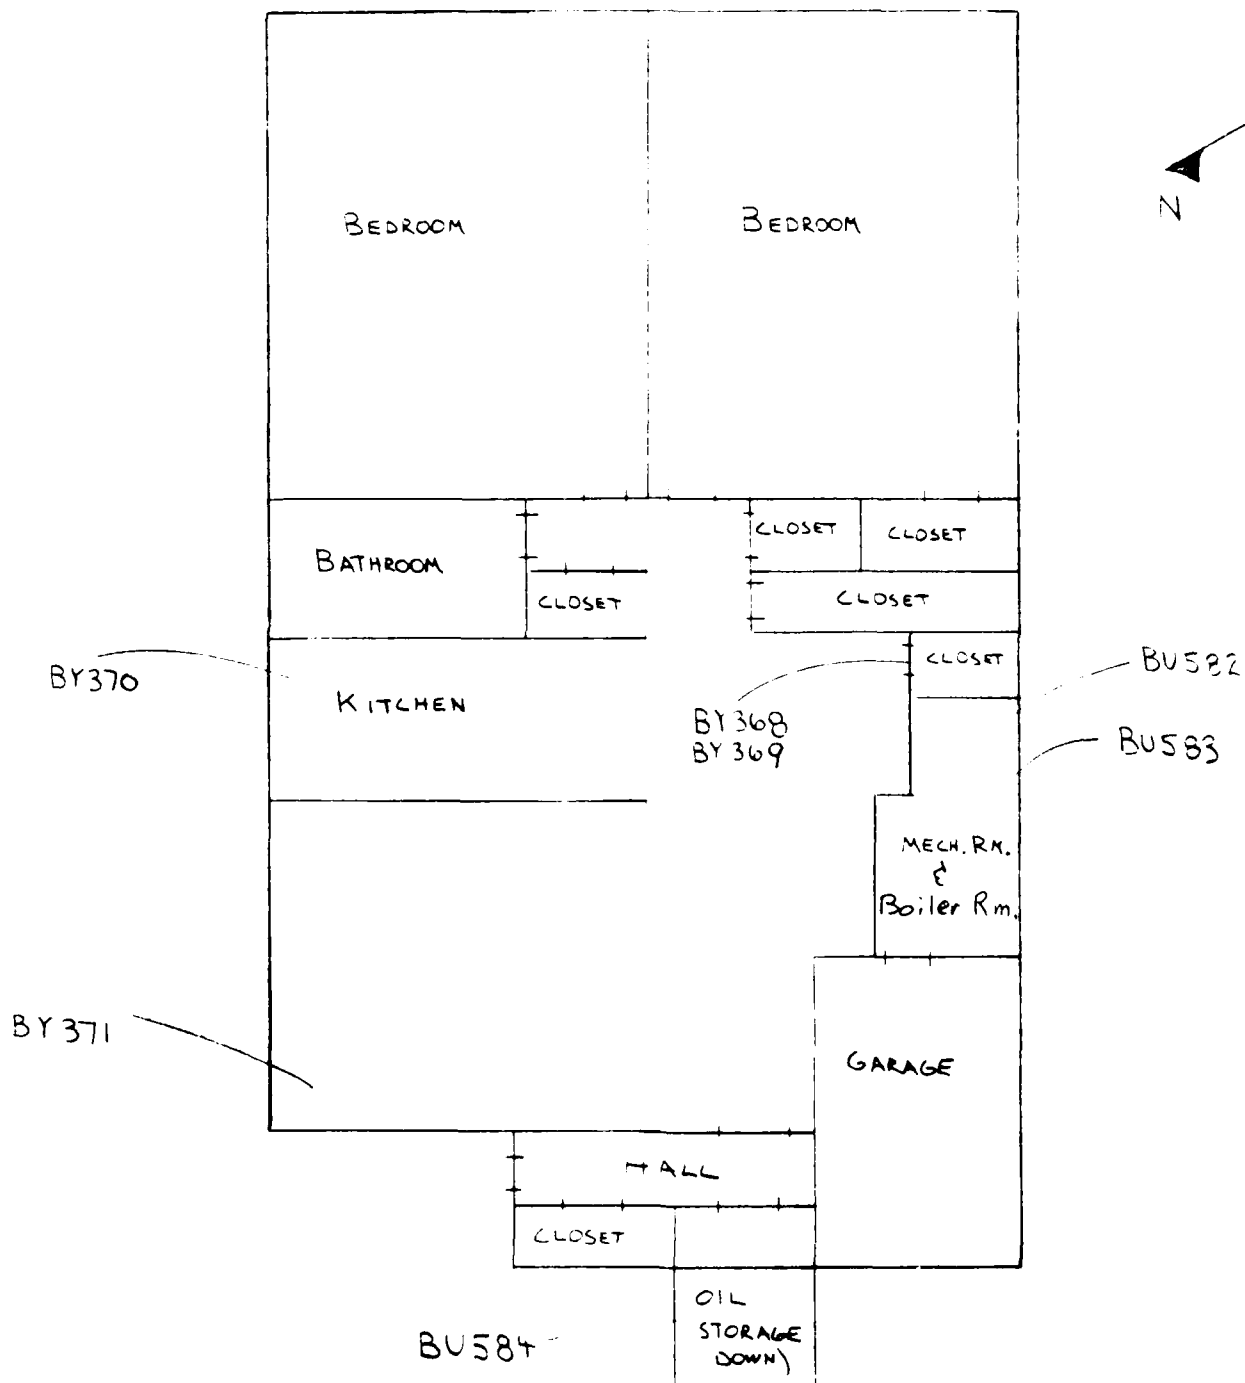 BEDROOM
BEDROOM
N
BATHROOM
CLOSET
CLOSET
CLOSET
CLOSET
CLOSET
BY370
KITCHEN
BY368
BY369
BU582
BU583
MECH. RM.
&
Boiler Rm.
BY371
GARAGE
HALL
CLOSET
OIL
STORAGE
DOWN)
BU584